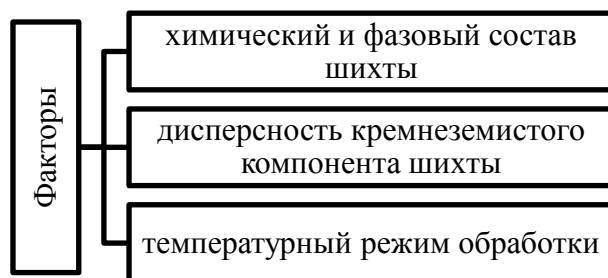 Факторы
химический и фазовый состав
шихты
дисперсность кремнеземистого
компонента шихты
температурный режим обработки